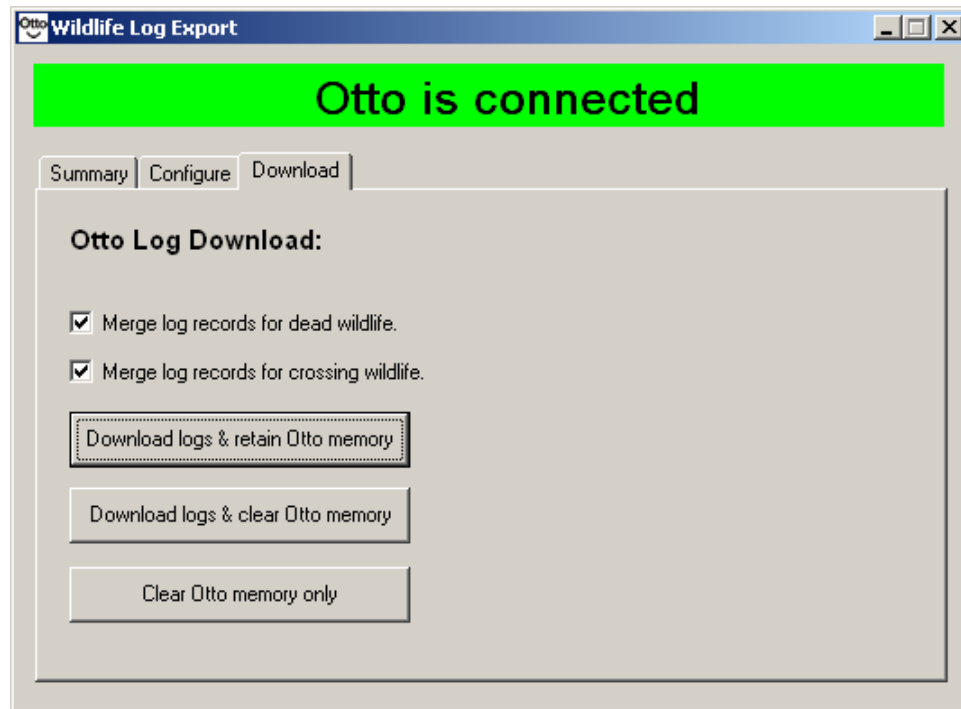 Otto Wildlife Log Export
Otto is connected
Summary Configure Download
Otto Log Download:
Merge log records for dead wildlife.
Merge log records for crossing wildlife.
Download logs & retain Otto memory
Download logs & clear Otto memory
Clear Otto memory only